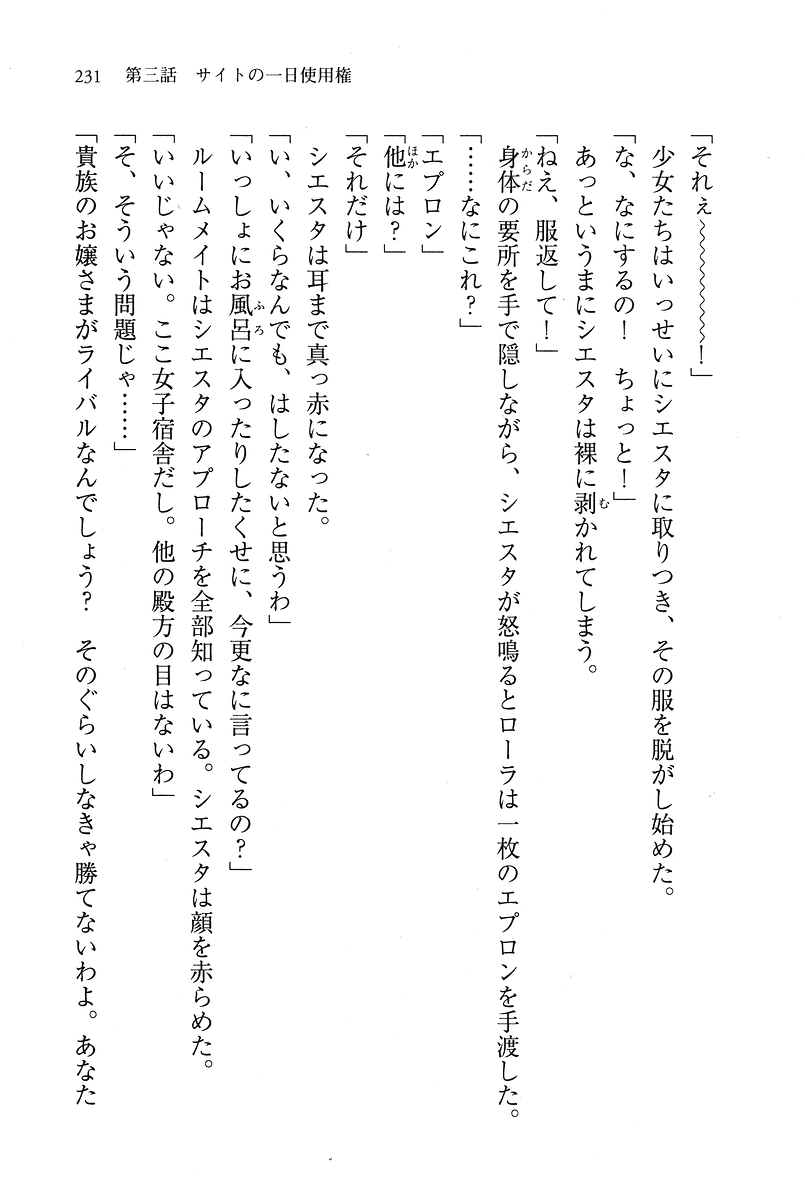 231　第三話　サイトの一日使用権
「それぇ〜〜〜〜〜〜〜！」
　少女たちはいっせいにシエスタに取りつき、その服を脱がし始めた。
「な、なにするの！　ちょっと！」
　あっというまにシエスタは裸に剥かれてしまう。
「ねえ、服返して！」
　身体の要所を手で隠しながら、シエスタが怒鳴るとローラは一枚のエプロンを手渡した。
「……なにこれ？」
「エプロン」
「他には？」
「それだけ」
　シエスタは耳まで真っ赤になった。
「い、いくらなんでも、はしたないと思うわ」
「いっしょにお風呂に入ったりしたくせに、今更なに言ってるの？」
　ルームメイトはシエスタのアプローチを全部知っている。シエスタは顔を赤らめた。
「いいじゃない。ここ女子宿舎だし。他の殿方の目はないわ」
「そ、そういう問題じゃ……」
「貴族のお嬢さまがライバルなんでしょう？　そのぐらいしなきゃ勝てないわよ。あなた